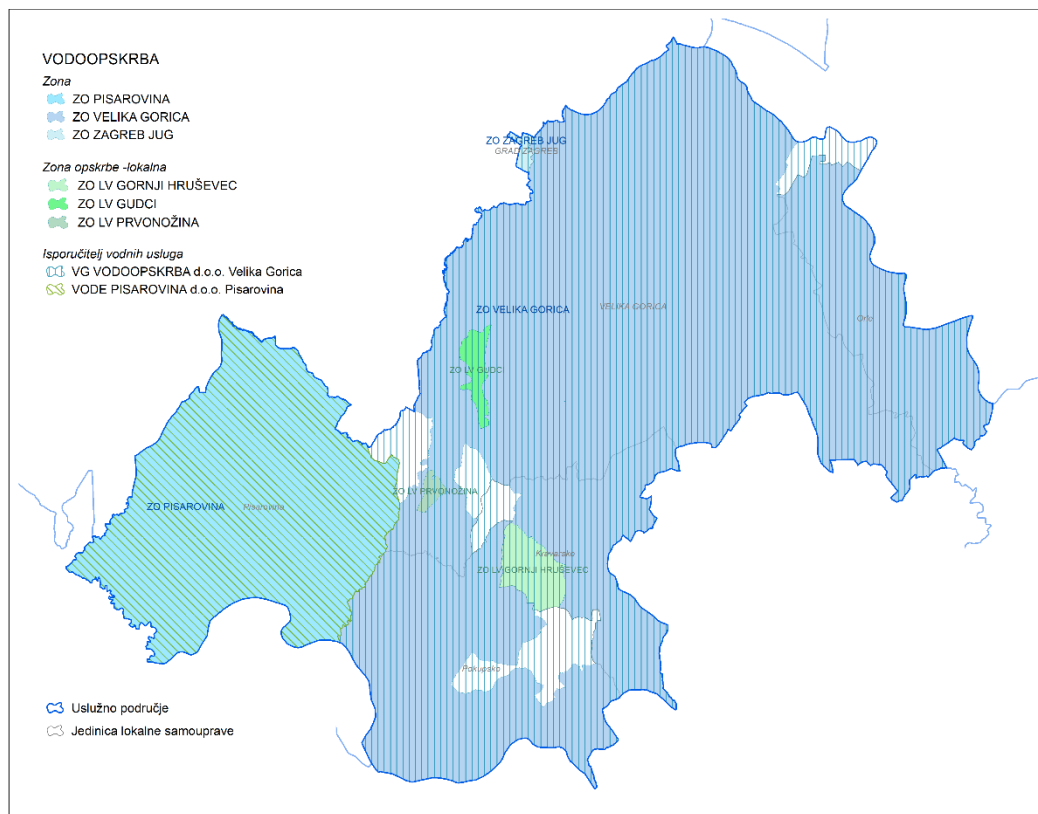 VODOOPSKRBA
Zona
ZO PISAROVINA
ZO VELIKA GORICA
ZO ZAGREB JUG
Zona opskrbe -lokalna
ZO LV GORNJI HRUŠEVEC
ZO LV GUDCI
ZO LV PRVONOŽINA
Isporučitelj vodnih usluga
VG VODOOPSKRBA d.o.o. Velika Gorica
VODE PISAROVINA d.o.o. Pisarovina
ZO ZAGREB JUG
GRAD ZAGREB
ZO VELIKA GORICA
VELIKA GORICA
Orle
ZO LV GUDCI
ZO LV PRVONOŽINA
ZO PISAROVINA
Pisarovina
Kravarsko
ZO LV GORNJI HRUŠEVEC
Pokupsko
Uslužno područje
Jedinica lokalne samouprave